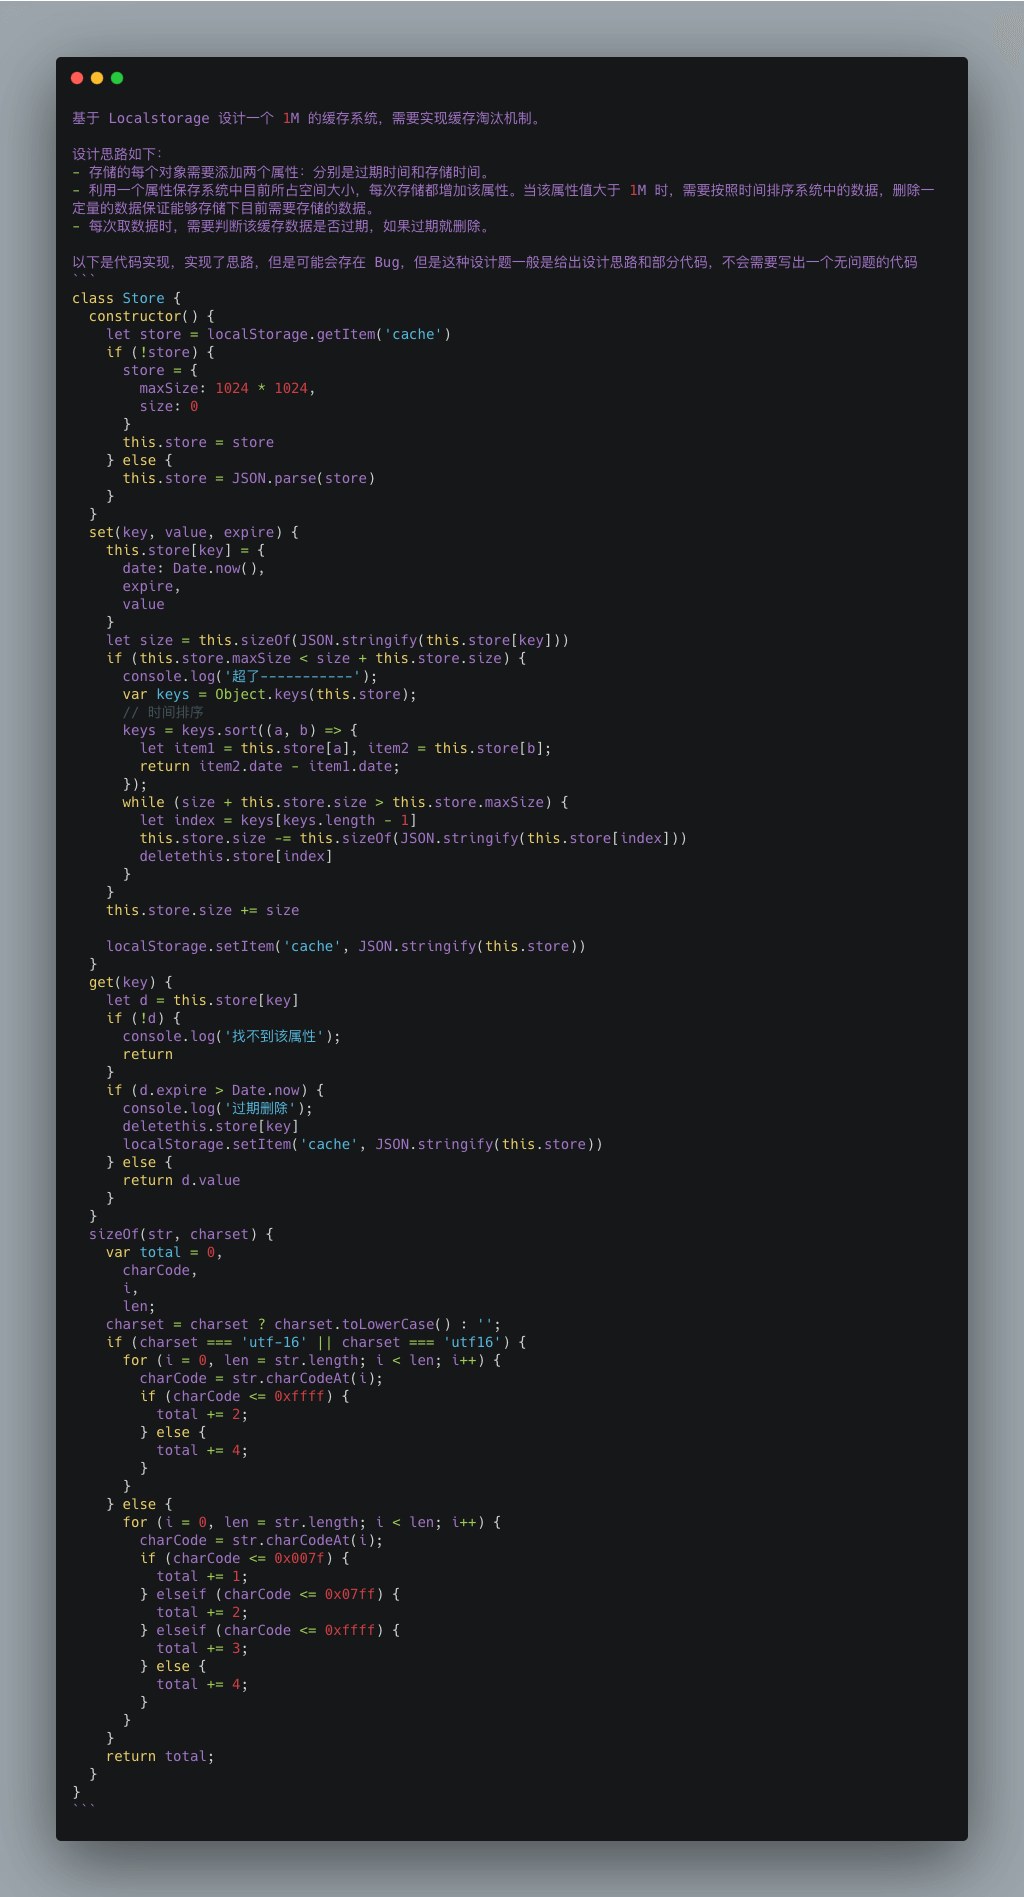 基于 Localstorage 设计一个 1M 的缓存系统，需要实现缓存淘汰机制。
设计思路如下：
- 存储的每个对象需要添加两个属性：分别是过期时间和存储时间。
- 利用一个属性保存系统中目前所占空间大小，每次存储都增加该属性。当该属性值大于 1M 时，需要按照时间排序系统中的数据，删除一
定量的数据保证能够存储下目前需要存储的数据。
- 每次取数据时，需要判断该缓存数据是否过期，如果过期就删除。
以下是代码实现，实现了思路，但是可能会存在 Bug，但是这种设计题一般是给出设计思路和部分代码，不会需要写出一个无问题的代码
```
class Store {
  constructor() {
    let store = localStorage.getItem('cache')
    if (!store) {
      store = {
        maxSize: 1024 * 1024,
        size: 0
      }
      this.store = store
    } else {
      this.store = JSON.parse(store)
    }
  }
  set(key, value, expire) {
    this.store[key] = {
      date: Date.now(),
      expire,
      value
    }
    let size = this.sizeOf(JSON.stringify(this.store[key]))
    if (this.store.maxSize < size + this.store.size) {
      console.log('超了-----------');
      var keys = Object.keys(this.store);
      // 时间排序
      keys = keys.sort((a, b) => {
        let item1 = this.store[a], item2 = this.store[b];
        return item2.date - item1.date;
      });
      while (size + this.store.size > this.store.maxSize) {
        let index = keys[keys.length - 1]
        this.store.size -= this.sizeOf(JSON.stringify(this.store[index]))
        deletethis.store[index]
      }
    }
    this.store.size += size
    localStorage.setItem('cache', JSON.stringify(this.store))
  }
  get(key) {
    let d = this.store[key]
    if (!d) {
      console.log('找不到该属性');
      return
    }
    if (d.expire > Date.now) {
      console.log('过期删除');
      deletethis.store[key]
      localStorage.setItem('cache', JSON.stringify(this.store))
    } else {
      return d.value
    }
  }
  sizeOf(str, charset) {
    var total = 0,
      charCode,
      i,
      len;
    charset = charset ? charset.toLowerCase() : '';
    if (charset === 'utf-16' || charset === 'utf16') {
      for (i = 0, len = str.length; i < len; i++) {
        charCode = str.charCodeAt(i);
        if (charCode <= 0xffff) {
          total += 2;
        } else {
          total += 4;
        }
      }
    } else {
      for (i = 0, len = str.length; i < len; i++) {
        charCode = str.charCodeAt(i);
        if (charCode <= 0x007f) {
          total += 1;
        } elseif (charCode <= 0x07ff) {
          total += 2;
        } elseif (charCode <= 0xffff) {
          total += 3;
        } else {
          total += 4;
        }
      }
    }
    return total;
  }
}
```